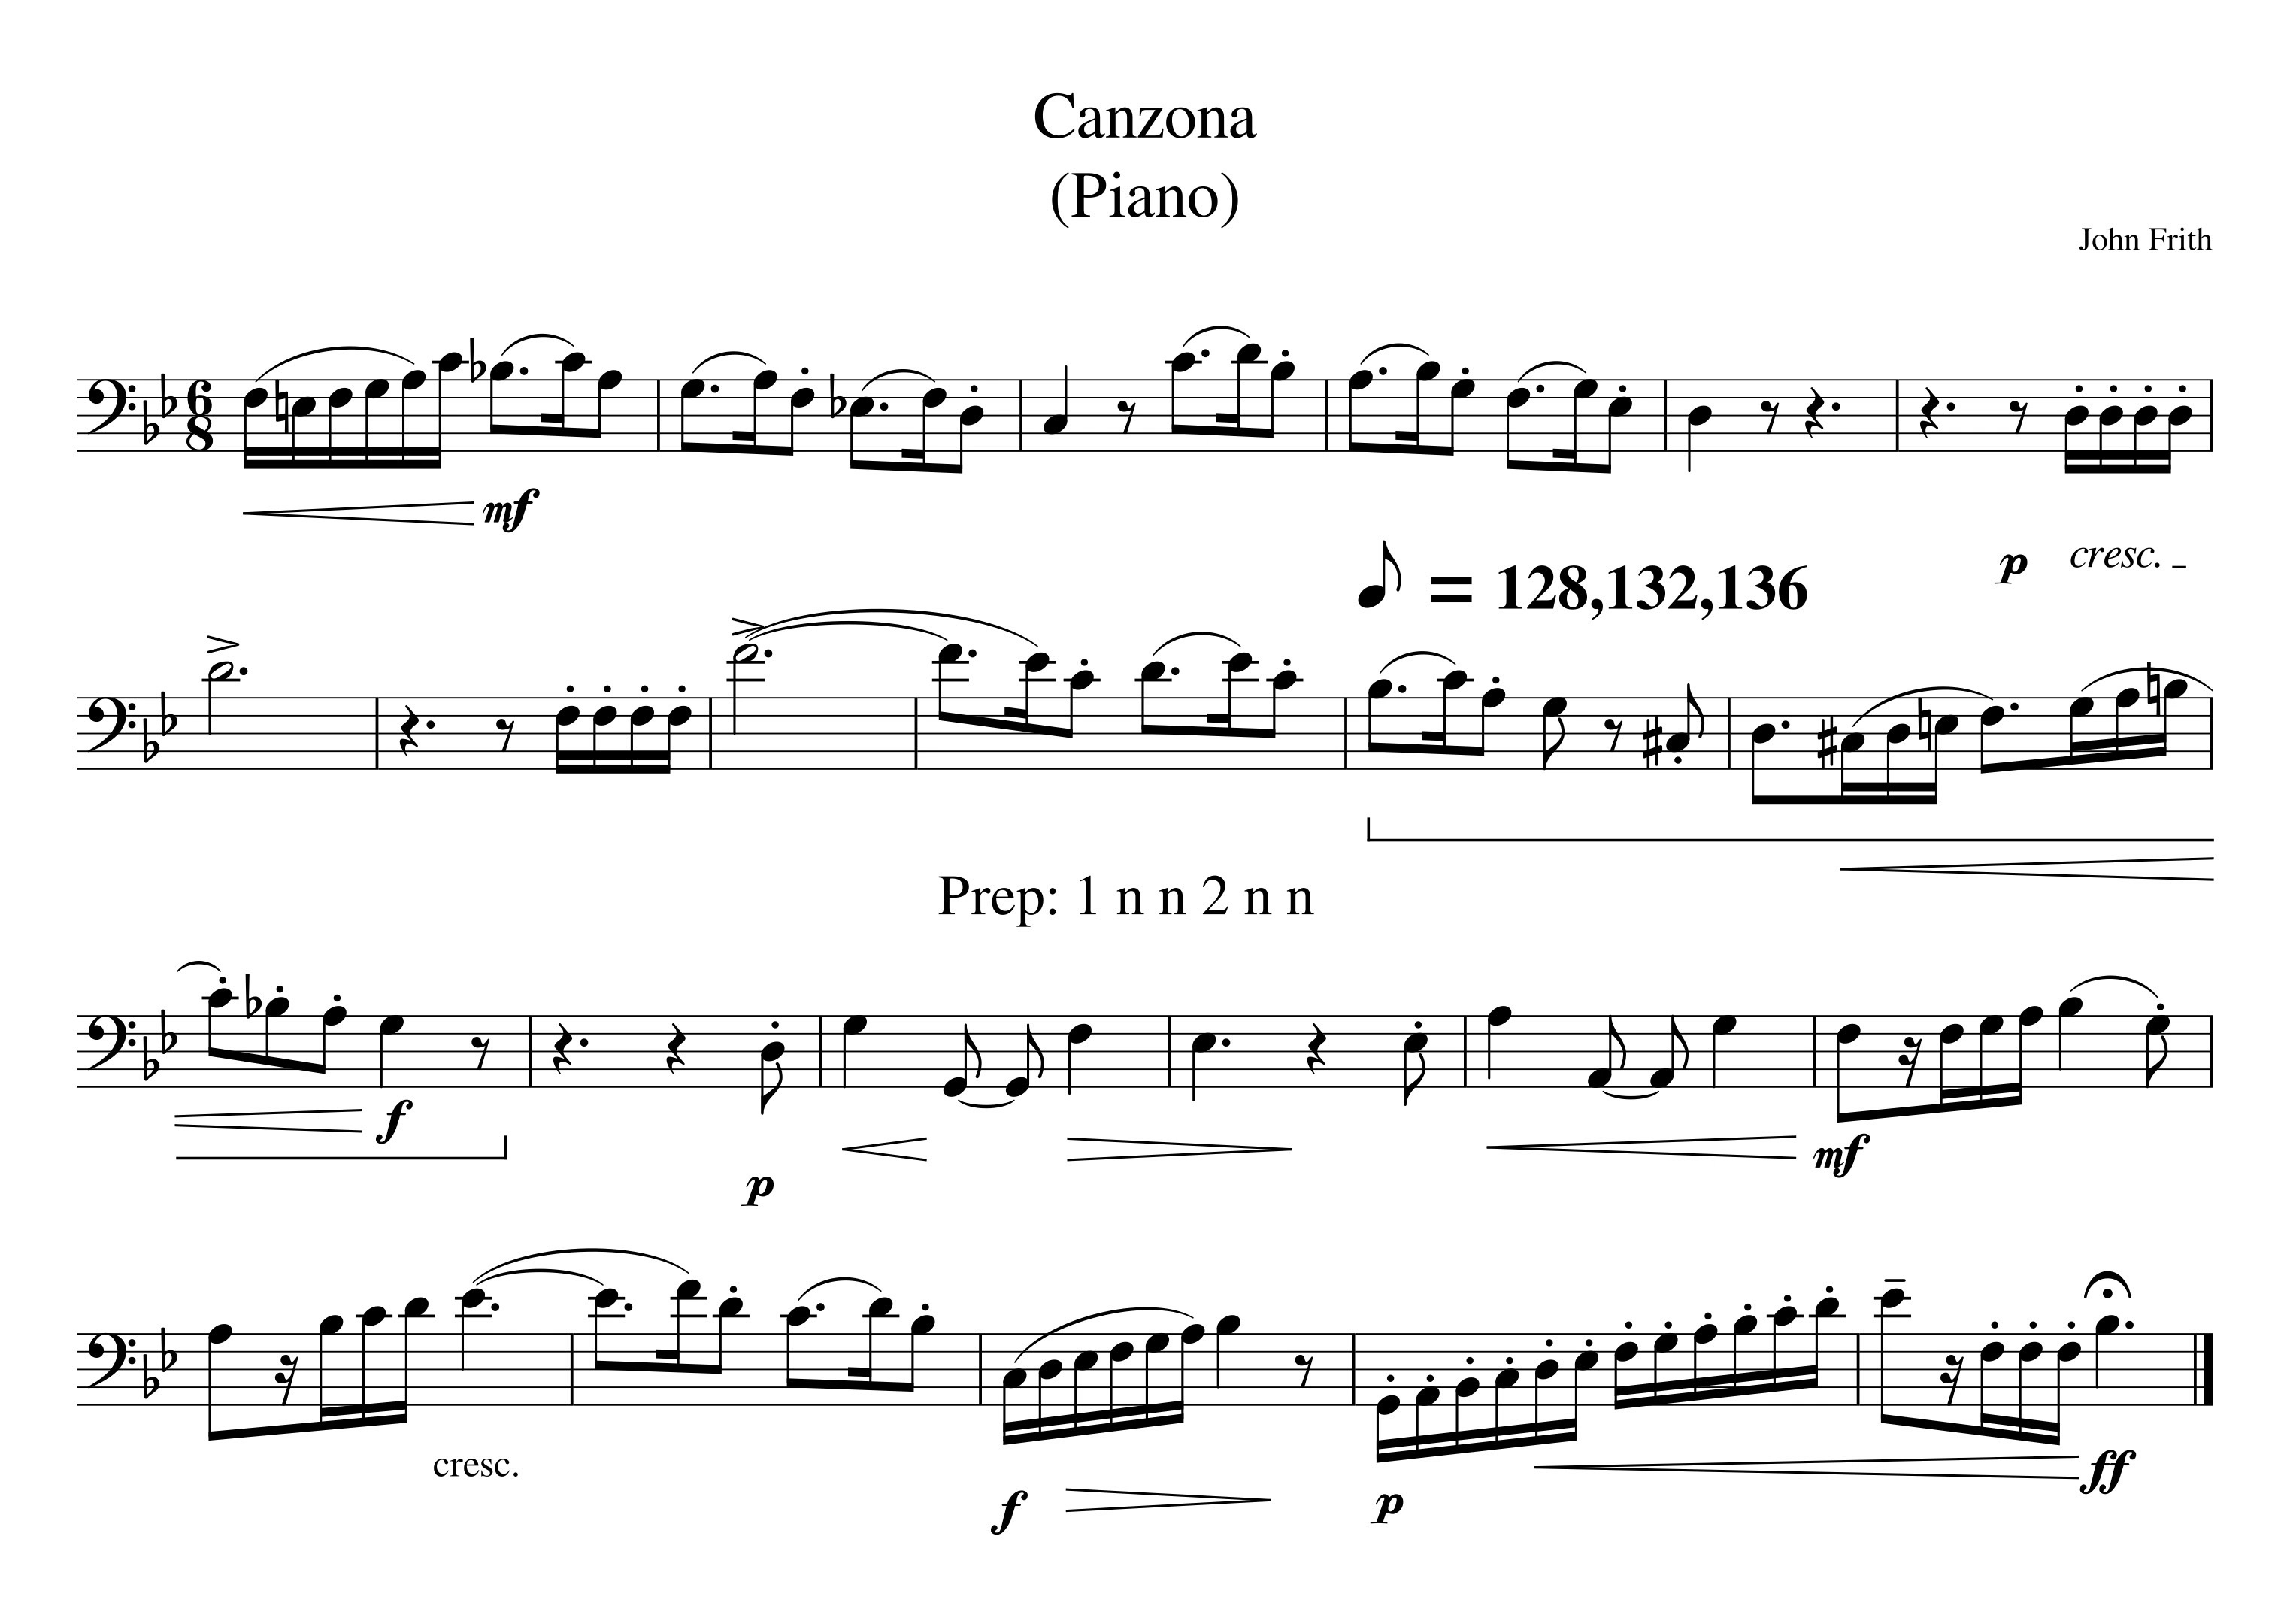 Canzona
(Piano)
John Frith
mf
p cresc.
= 128,132,136
Prep: 1 n n 2 n n
f
p
mf
cresc.
f
p
ff